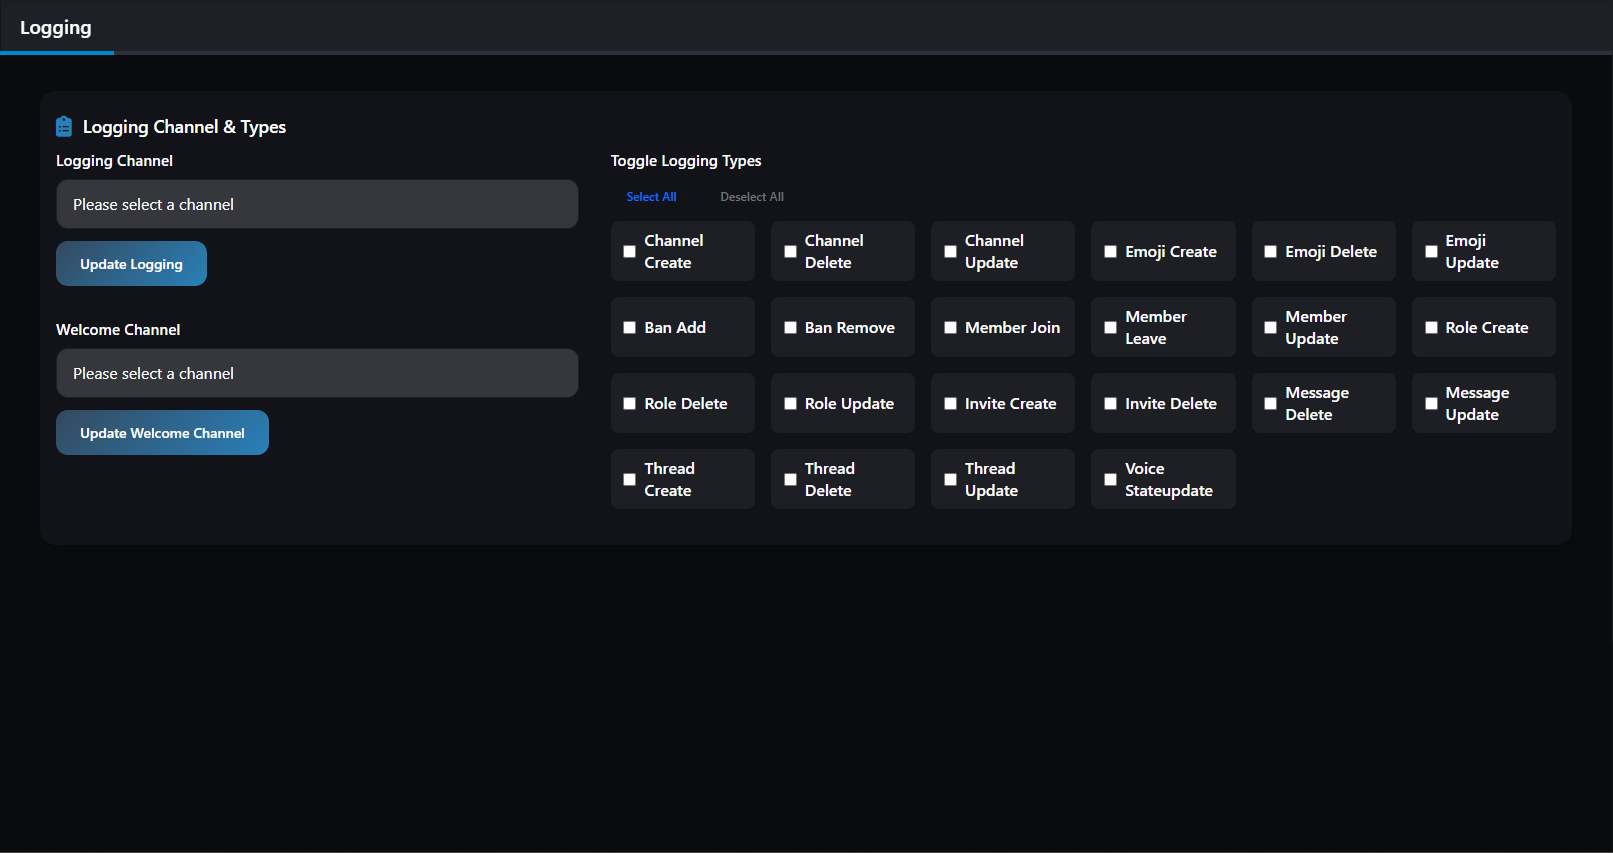 Logging
Logging Channel & Types
Logging Channel
Please select a channel
Update Logging
Welcome Channel
Please select a channel
Update Welcome Channel
Toggle Logging Types
Select All
Deselect All
Channel
Create
Channel
Delete
Channel
Update
Emoji Create
Emoji Delete
Emoji
Update
Ban Add
Ban Remove
Member Join
Member
Leave
Member
Update
Role Create
Role Delete
Role Update
Invite Create
Invite Delete
Message
Delete
Message
Update
Thread
Create
Thread
Delete
Thread
Update
Voice
Stateupdate